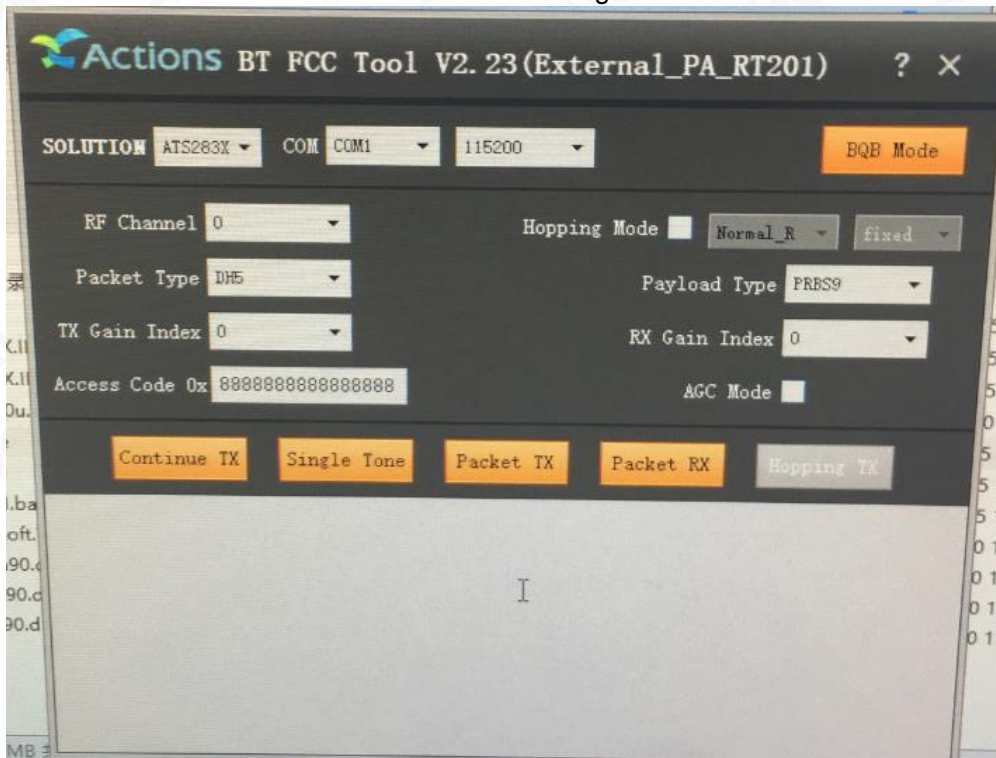 Actions BT FCC Tool V2.23(External_PA_RT201) ? ×
SOLUTION ATS283X COM COM1 115200 BQB Mode
RF Channel 0 Hopping Mode Normal_R fixed
Packet Type DH5 Payload Type PRBS9
TX Gain Index 0 RX Gain Index 0
Access Code 0x 8888888888888888 AGC Mode
Continue TX Single Tone Packet TX Packet RX Hopping TX